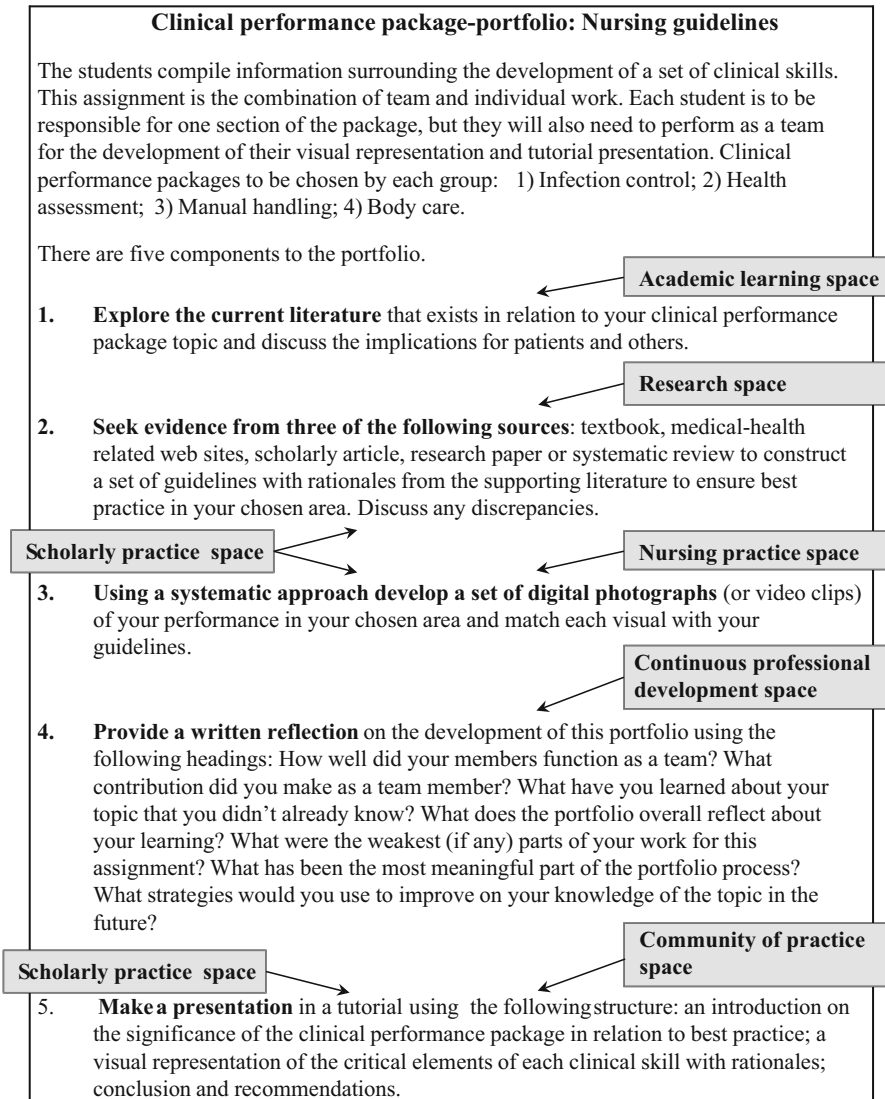 Clinical performance package-portfolio: Nursing guidelines
The students compile information surrounding the development of a set of clinical skills.
This assignment is the combination of team and individual work. Each student is to be
responsible for one section of the package, but they will also need to perform as a team
for the development of their visual representation and tutorial presentation. Clinical
performance packages to be chosen by each group: 1) Infection control; 2) Health
assessment; 3) Manual handling; 4) Body care.
There are five components to the portfolio.
Academic learning space
1. Explore the current literature that exists in relation to your clinical performance
package topic and discuss the implications for patients and others.
Research space
2. Seek evidence from three of the following sources: textbook, medical-health
related web sites, scholarly article, research paper or systematic review to construct
a set of guidelines with rationales from the supporting literature to ensure best
practice in your chosen area. Discuss any discrepancies.
Scholarly practice space
Nursing practice space
3. Using a systematic approach develop a set of digital photographs (or video clips)
of your performance in your chosen area and match each visual with your
guidelines.
Continuous professional
development space
4. Provide a written reflection on the development of this portfolio using the
following headings: How well did your members function as a team? What
contribution did you make as a team member? What have you learned about your
topic that you didn't already know? What does the portfolio overall reflect about
your learning? What were the weakest (if any) parts of your work for this
assignment? What has been the most meaningful part of the portfolio process?
What strategies would you use to improve on your knowledge of the topic in the
future?
Community of practice
space
Scholarly practice space
5. Make a presentation in a tutorial using the following structure: an introduction on
the significance of the clinical performance package in relation to best practice; a
visual representation of the critical elements of each clinical skill with rationales;
conclusion and recommendations.